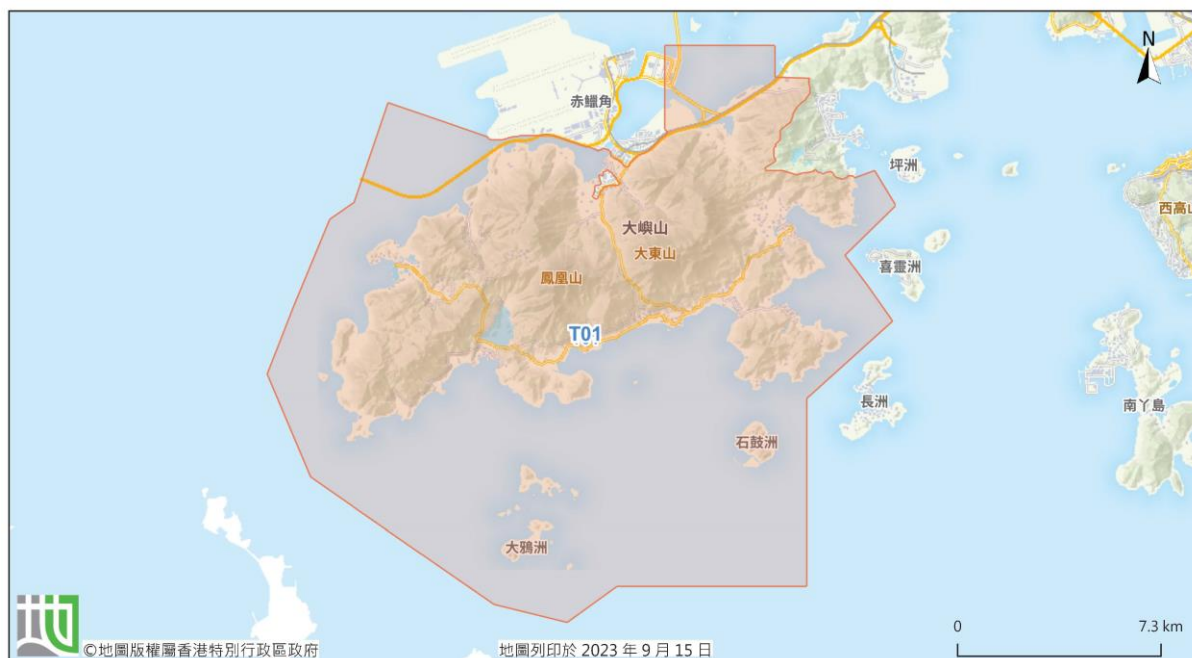 N
赤鱲角
坪洲
西高山
大嶼山
大東山
喜靈洲
鳳凰山
T01
長洲
南丫島
石鼓洲
大鴉洲
0
7.3 km
©地圖版權屬香港特別行政區政府
地圖列印於 2023 年 9 月 15 日